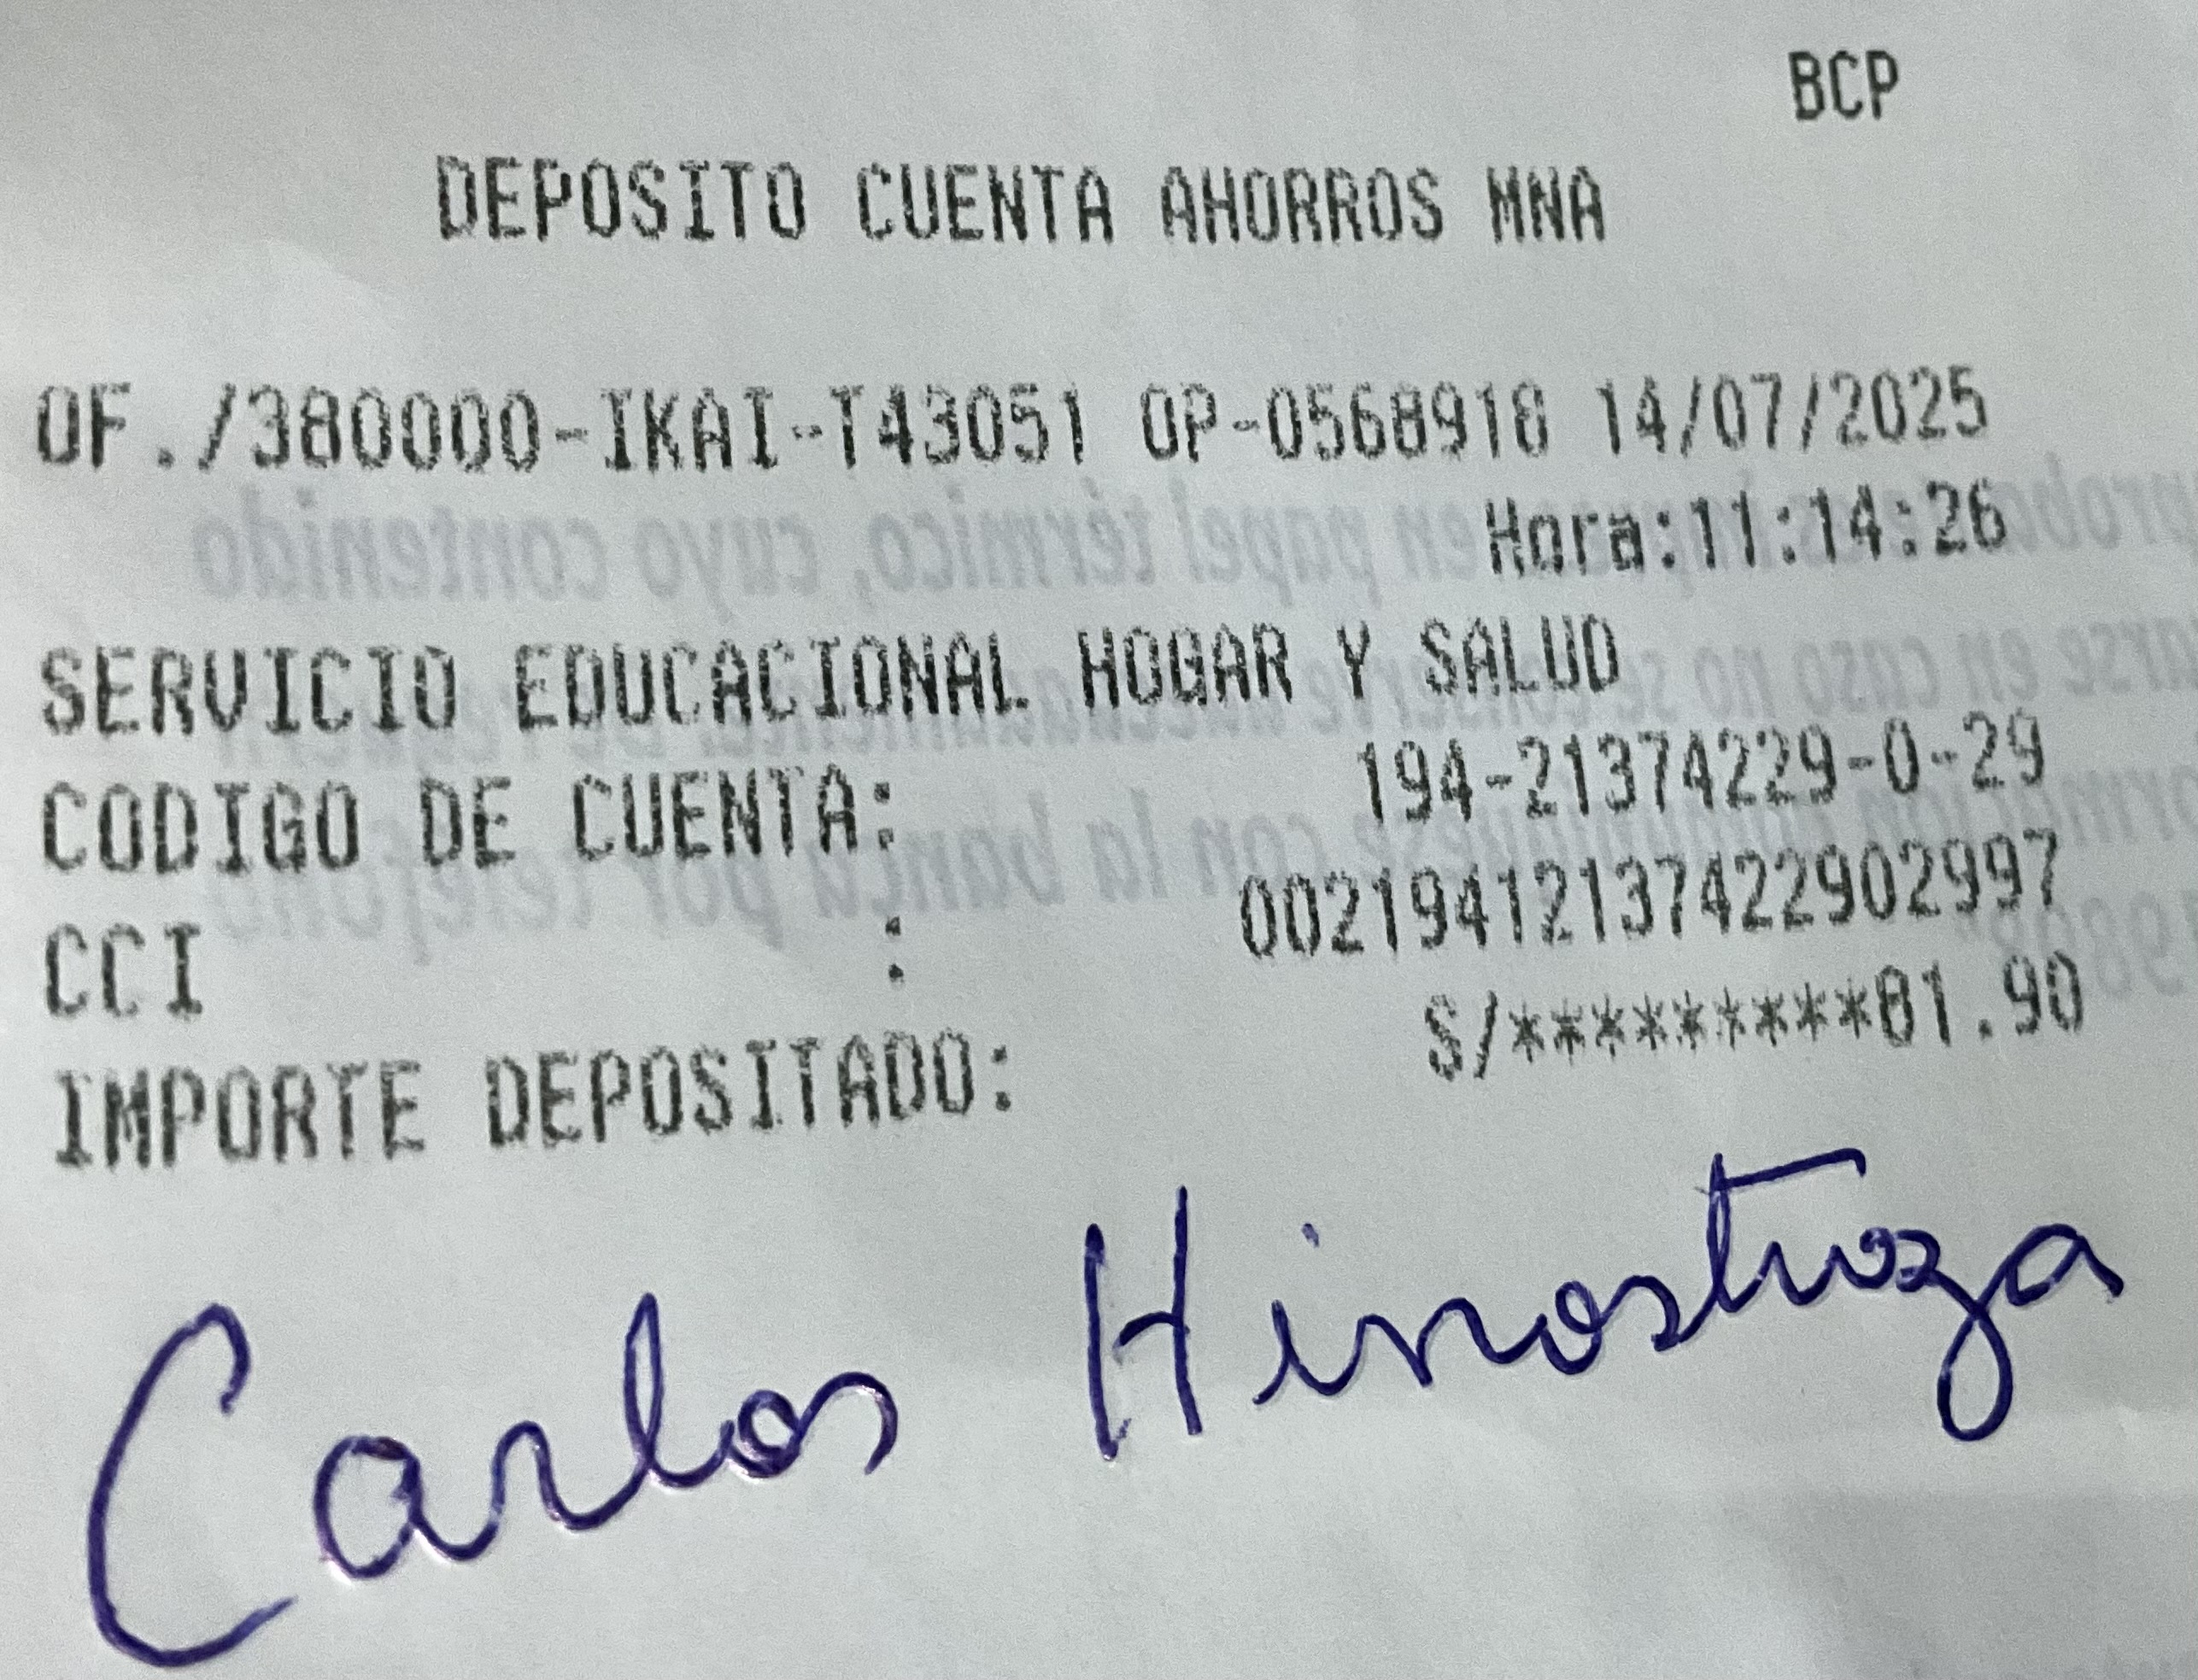 BCP
DEPOSITO CUENTA AHORROS MNA
OF./380000-IKAI-T43051 OP-0568918 14/07/2025
Hora:11:14:26
SERVICIO EDUCACIONAL HOGAR Y SALUD
CODIGO DE CUENTA: 194-21374229-0-29
CCI : 00219412137422902997
IMPORTE DEPOSITADO: S/*********81.90
Carlos Hinostroza